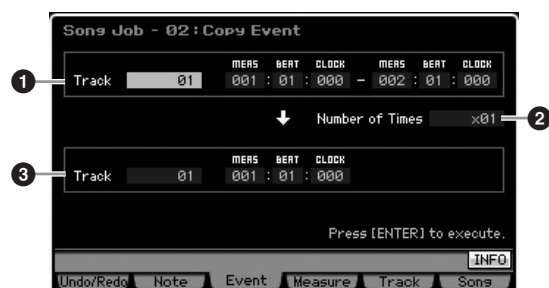 Song Job - 02:Copy Event
MEAS BEAT CLOCK MEAS BEAT CLOCK
1 Track 01 001 : 01 : 000 - 002 : 01 : 000
Number of Times x01 2
MEAS BEAT CLOCK
3 Track 01 001 : 01 : 000
Press [ENTER] to execute.
INFO
Undo/Redo Note Event Measure Track Song